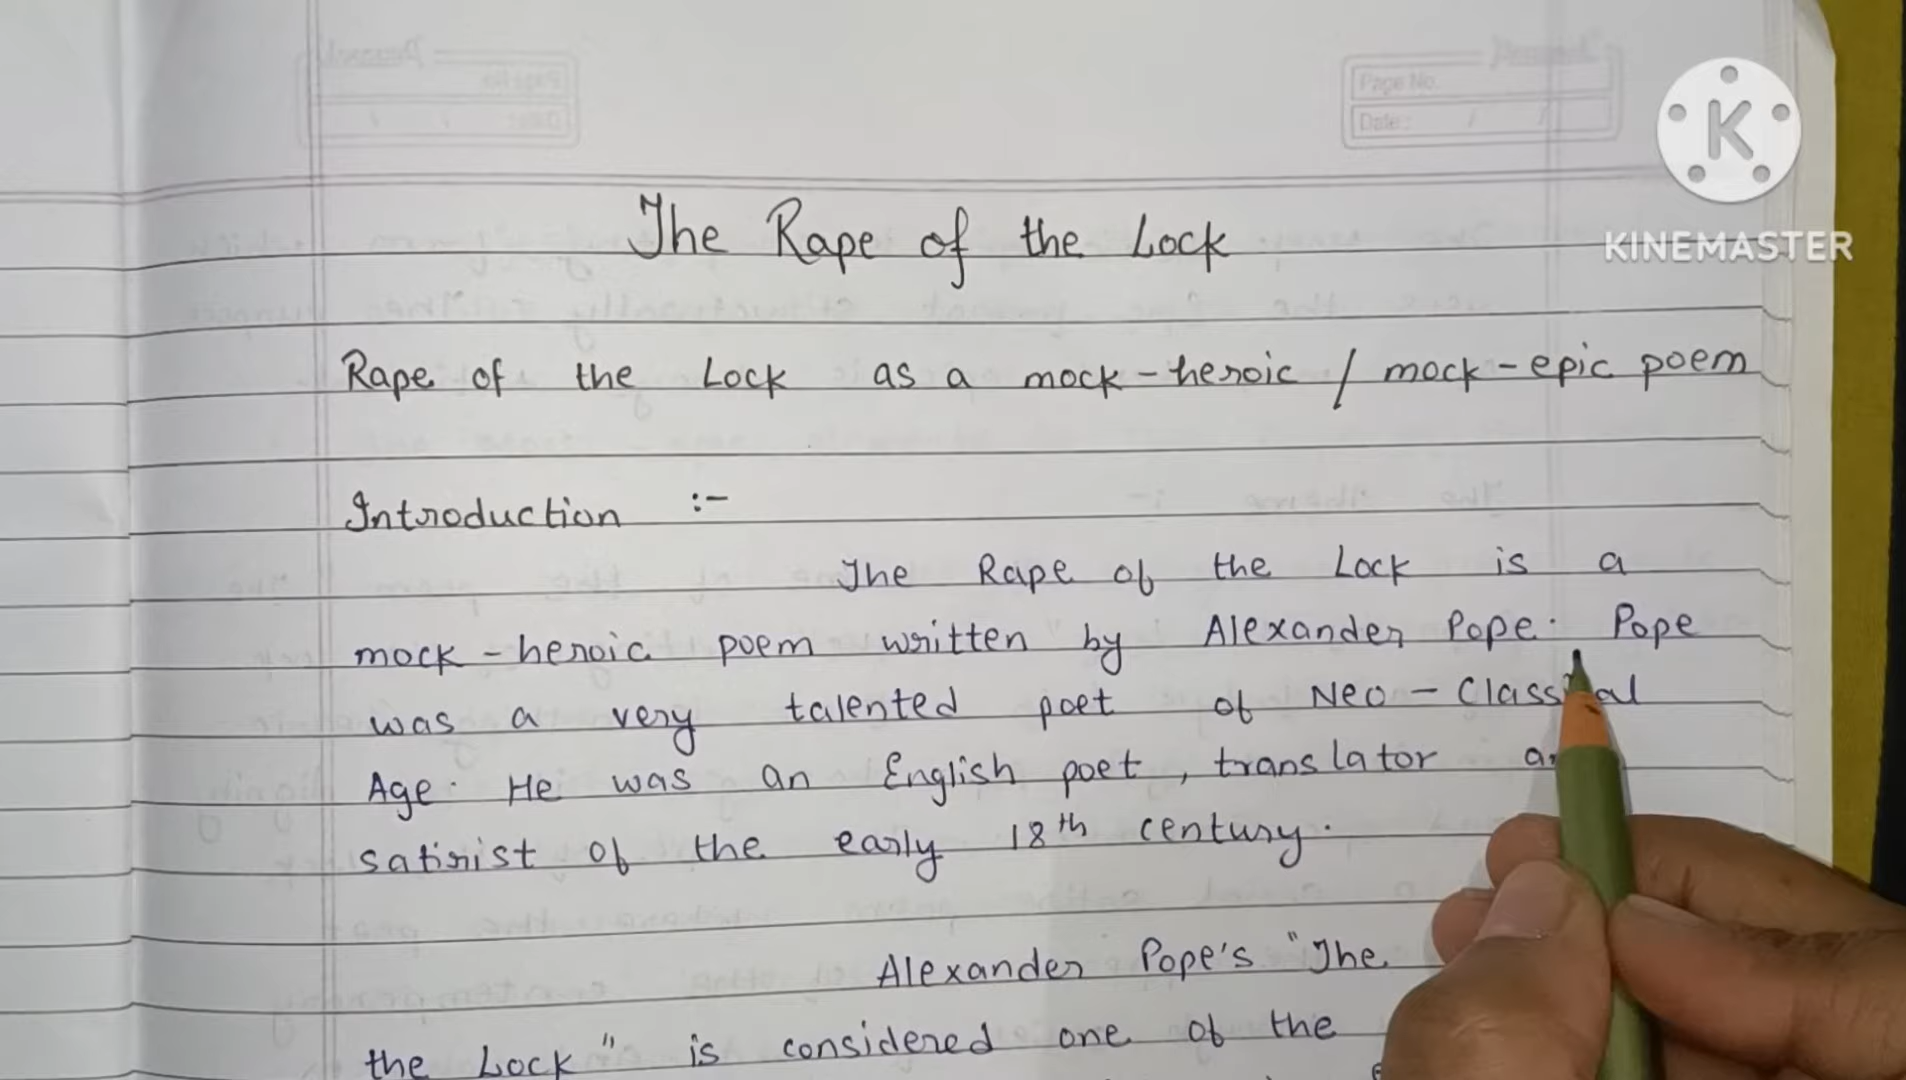 Page No.
Date: / /
K
KINEMASTER
The Rape of the Lock
Rape of the Lock as a mock-heroic / mock-epic poem
Introduction :-
The Rape of the Lock is a
mock-heroic poem written by Alexander Pope. Pope
was a very talented poet of Neo-
Age. He was an English poet, translator
satirist of the early 18th century.
Alexander Pope's "The
the Lock" is considered one of the